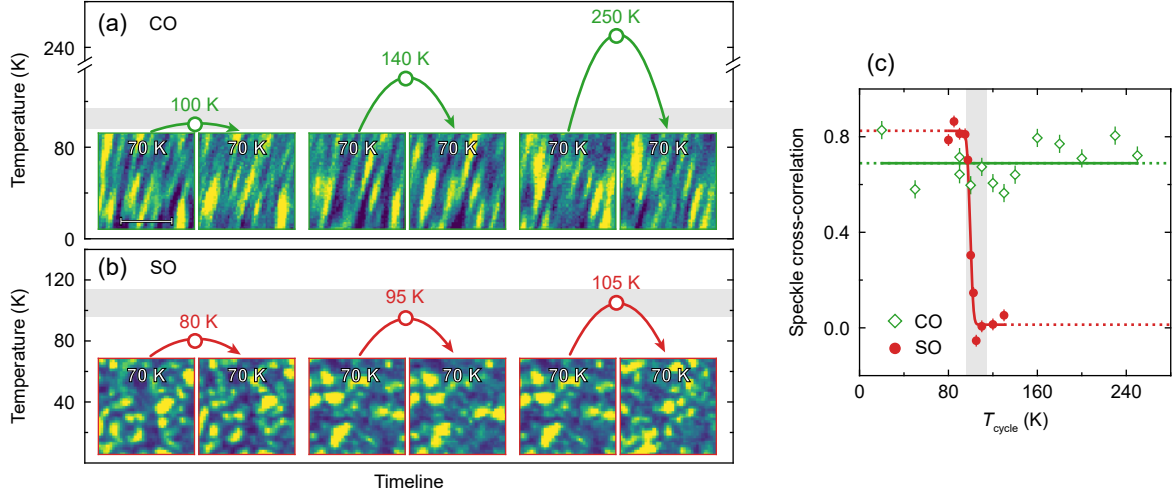 (a) CO
Temperature (K)
240
80
0
100 K
140 K
250 K
70 K 70 K 70 K 70 K 70 K 70 K
(b) SO
Temperature (K)
120
80
40
80 K
95 K
105 K
70 K 70 K 70 K 70 K 70 K 70 K
Timeline
(c)
Speckle cross-correlation
0.8
0.4
0.0
CO
SO
0 80 160 240
Tcycle (K)